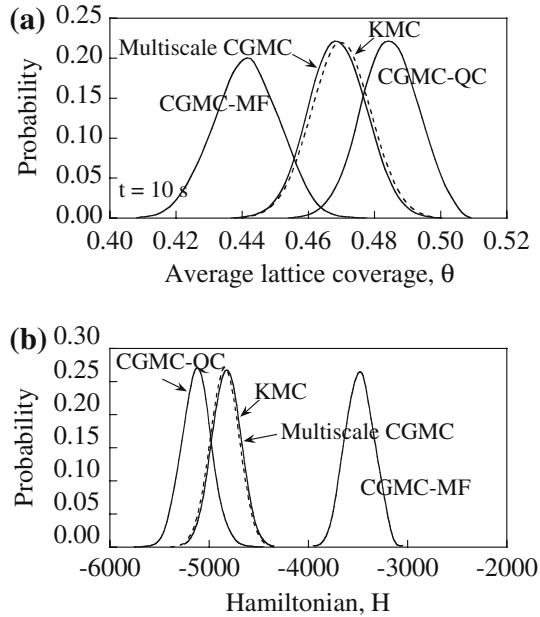 (a)
0.25
0.20
0.15
0.10
0.05
0.00
Probability
Multiscale CGMC
KMC
CGMC-QC
CGMC-MF
t = 10 s
0.40 0.42 0.44 0.46 0.48 0.50 0.52
Average lattice coverage, θ
(b)
0.30
0.25
0.20
0.15
0.10
0.05
0.00
Probability
CGMC-QC
KMC
Multiscale CGMC
CGMC-MF
-6000 -5000 -4000 -3000 -2000
Hamiltonian, H